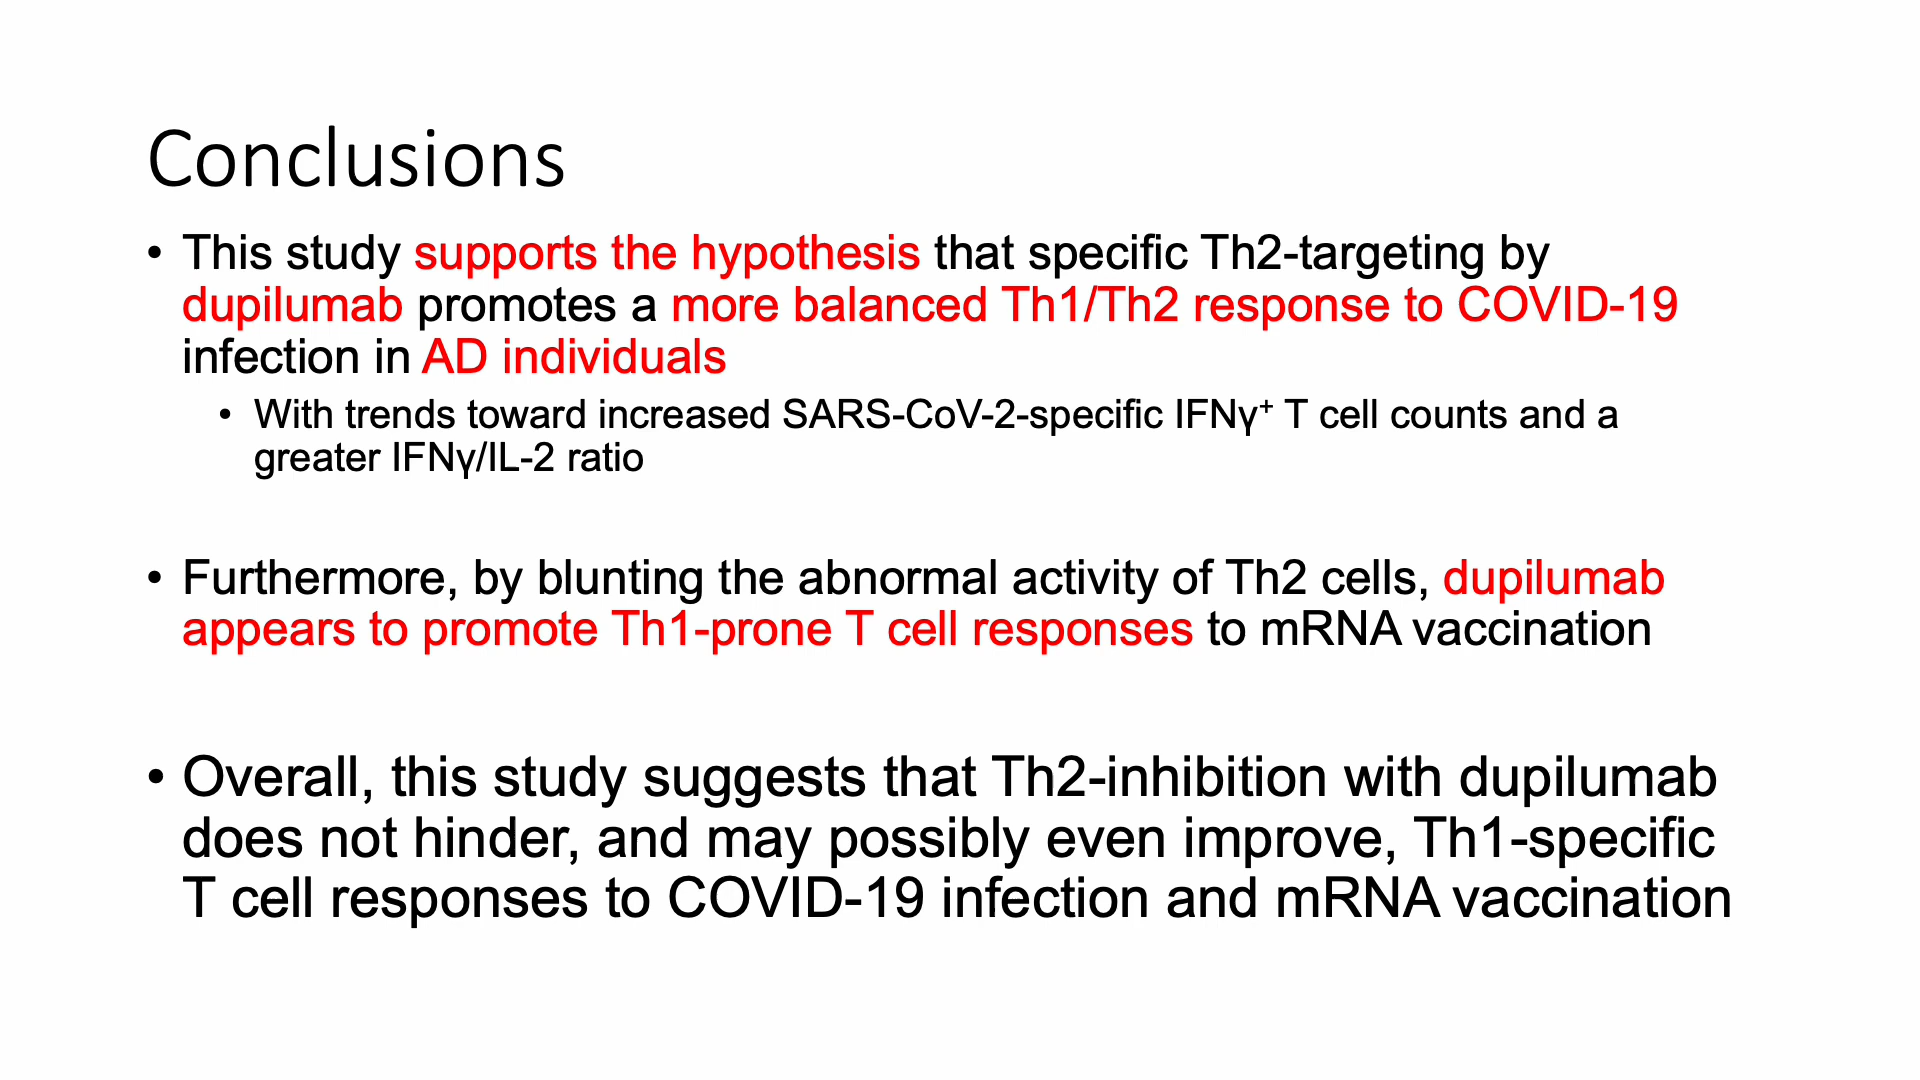 Conclusions
• This study supports the hypothesis that specific Th2-targeting by
dupilumab promotes a more balanced Th1/Th2 response to COVID-19
infection in AD individuals
• With trends toward increased SARS-CoV-2-specific IFNγ⁺ T cell counts and a
greater IFNγ/IL-2 ratio
• Furthermore, by blunting the abnormal activity of Th2 cells, dupilumab
appears to promote Th1-prone T cell responses to mRNA vaccination
• Overall, this study suggests that Th2-inhibition with dupilumab
does not hinder, and may possibly even improve, Th1-specific
T cell responses to COVID-19 infection and mRNA vaccination